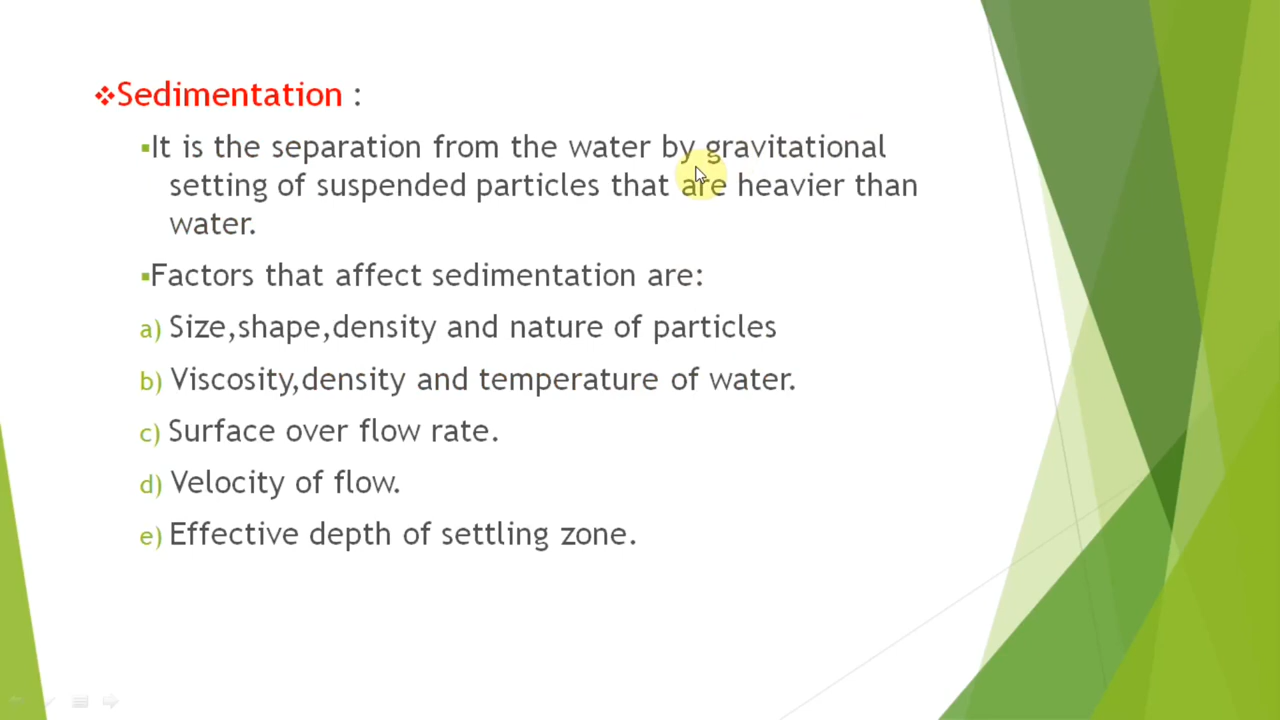 ❖Sedimentation :
▪It is the separation from the water by gravitational
setting of suspended particles that are heavier than
water.
▪Factors that affect sedimentation are:
a) Size,shape,density and nature of particles
b) Viscosity,density and temperature of water.
c) Surface over flow rate.
d) Velocity of flow.
e) Effective depth of settling zone.